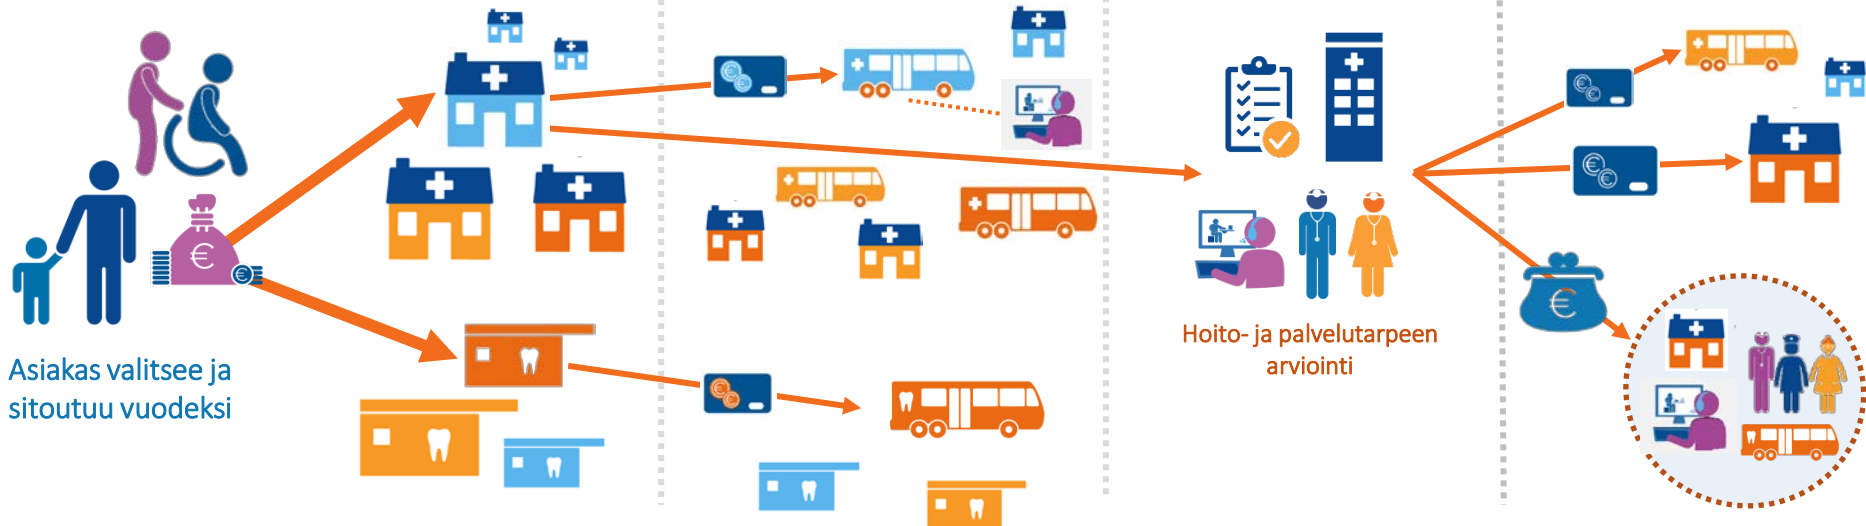 Asiakas valitsee ja
sitoutuu vuodeksi
Hoito- ja palvelutarpeen
arviointi